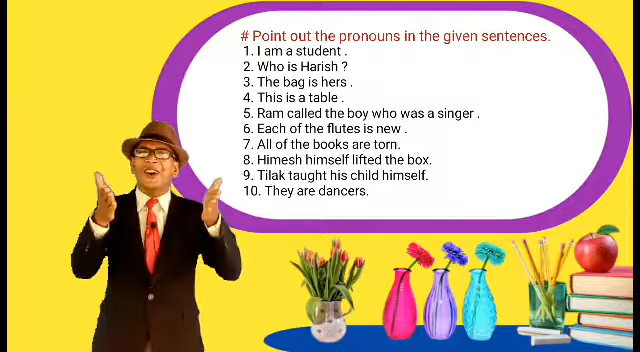 # Point out the pronouns in the given sentences.
1. I am a student .
2. Who is Harish ?
3. The bag is hers .
4. This is a table .
5. Ram called the boy who was a singer .
6. Each of the flutes is new .
7. All of the books are torn.
8. Himesh himself lifted the box.
9. Tilak taught his child himself.
10. They are dancers.